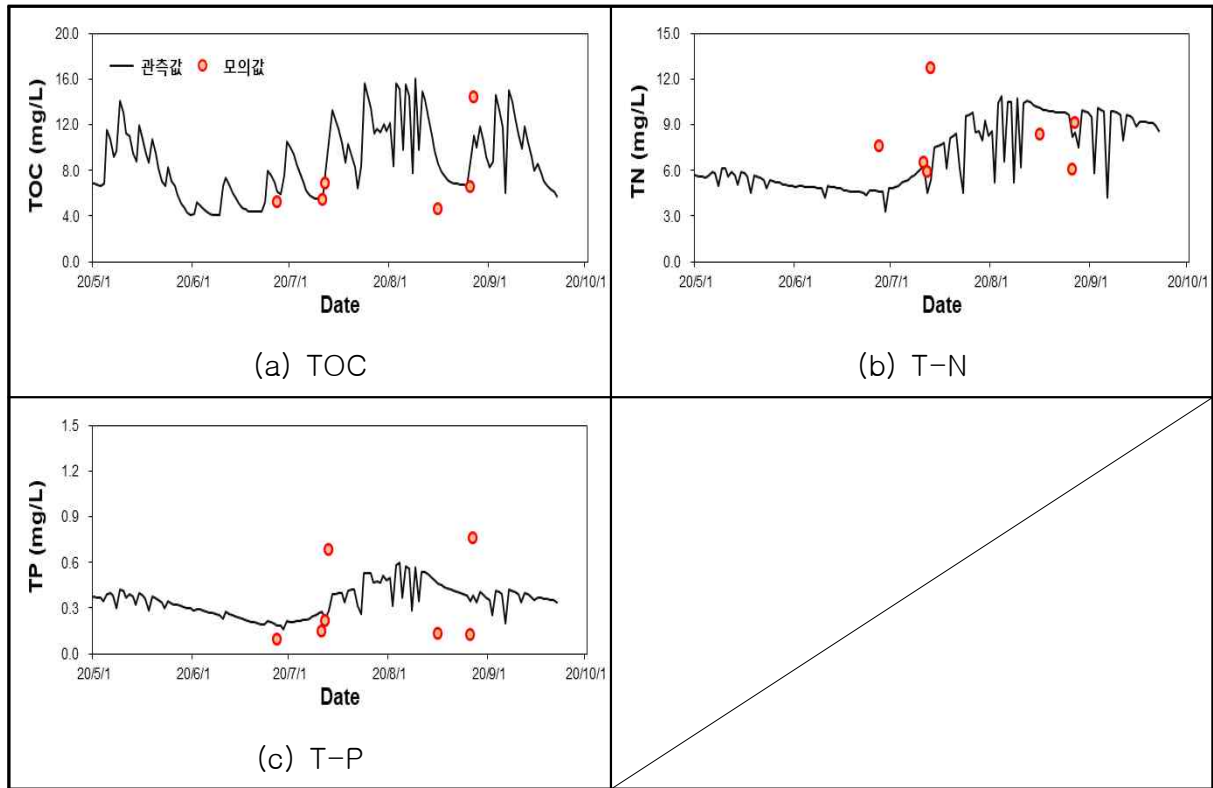 TOC (mg/L)
20.0
16.0
12.0
8.0
4.0
0.0
관측값 모의값
20/5/1 20/6/1 20/7/1 20/8/1 20/9/1 20/10/1
Date
(a) TOC
TN (mg/L)
15.0
12.0
9.0
6.0
3.0
0.0
20/5/1 20/6/1 20/7/1 20/8/1 20/9/1 20/10/1
Date
(b) T-N
TP (mg/L)
1.5
1.2
0.9
0.6
0.3
0.0
20/5/1 20/6/1 20/7/1 20/8/1 20/9/1 20/10/1
Date
(c) T-P